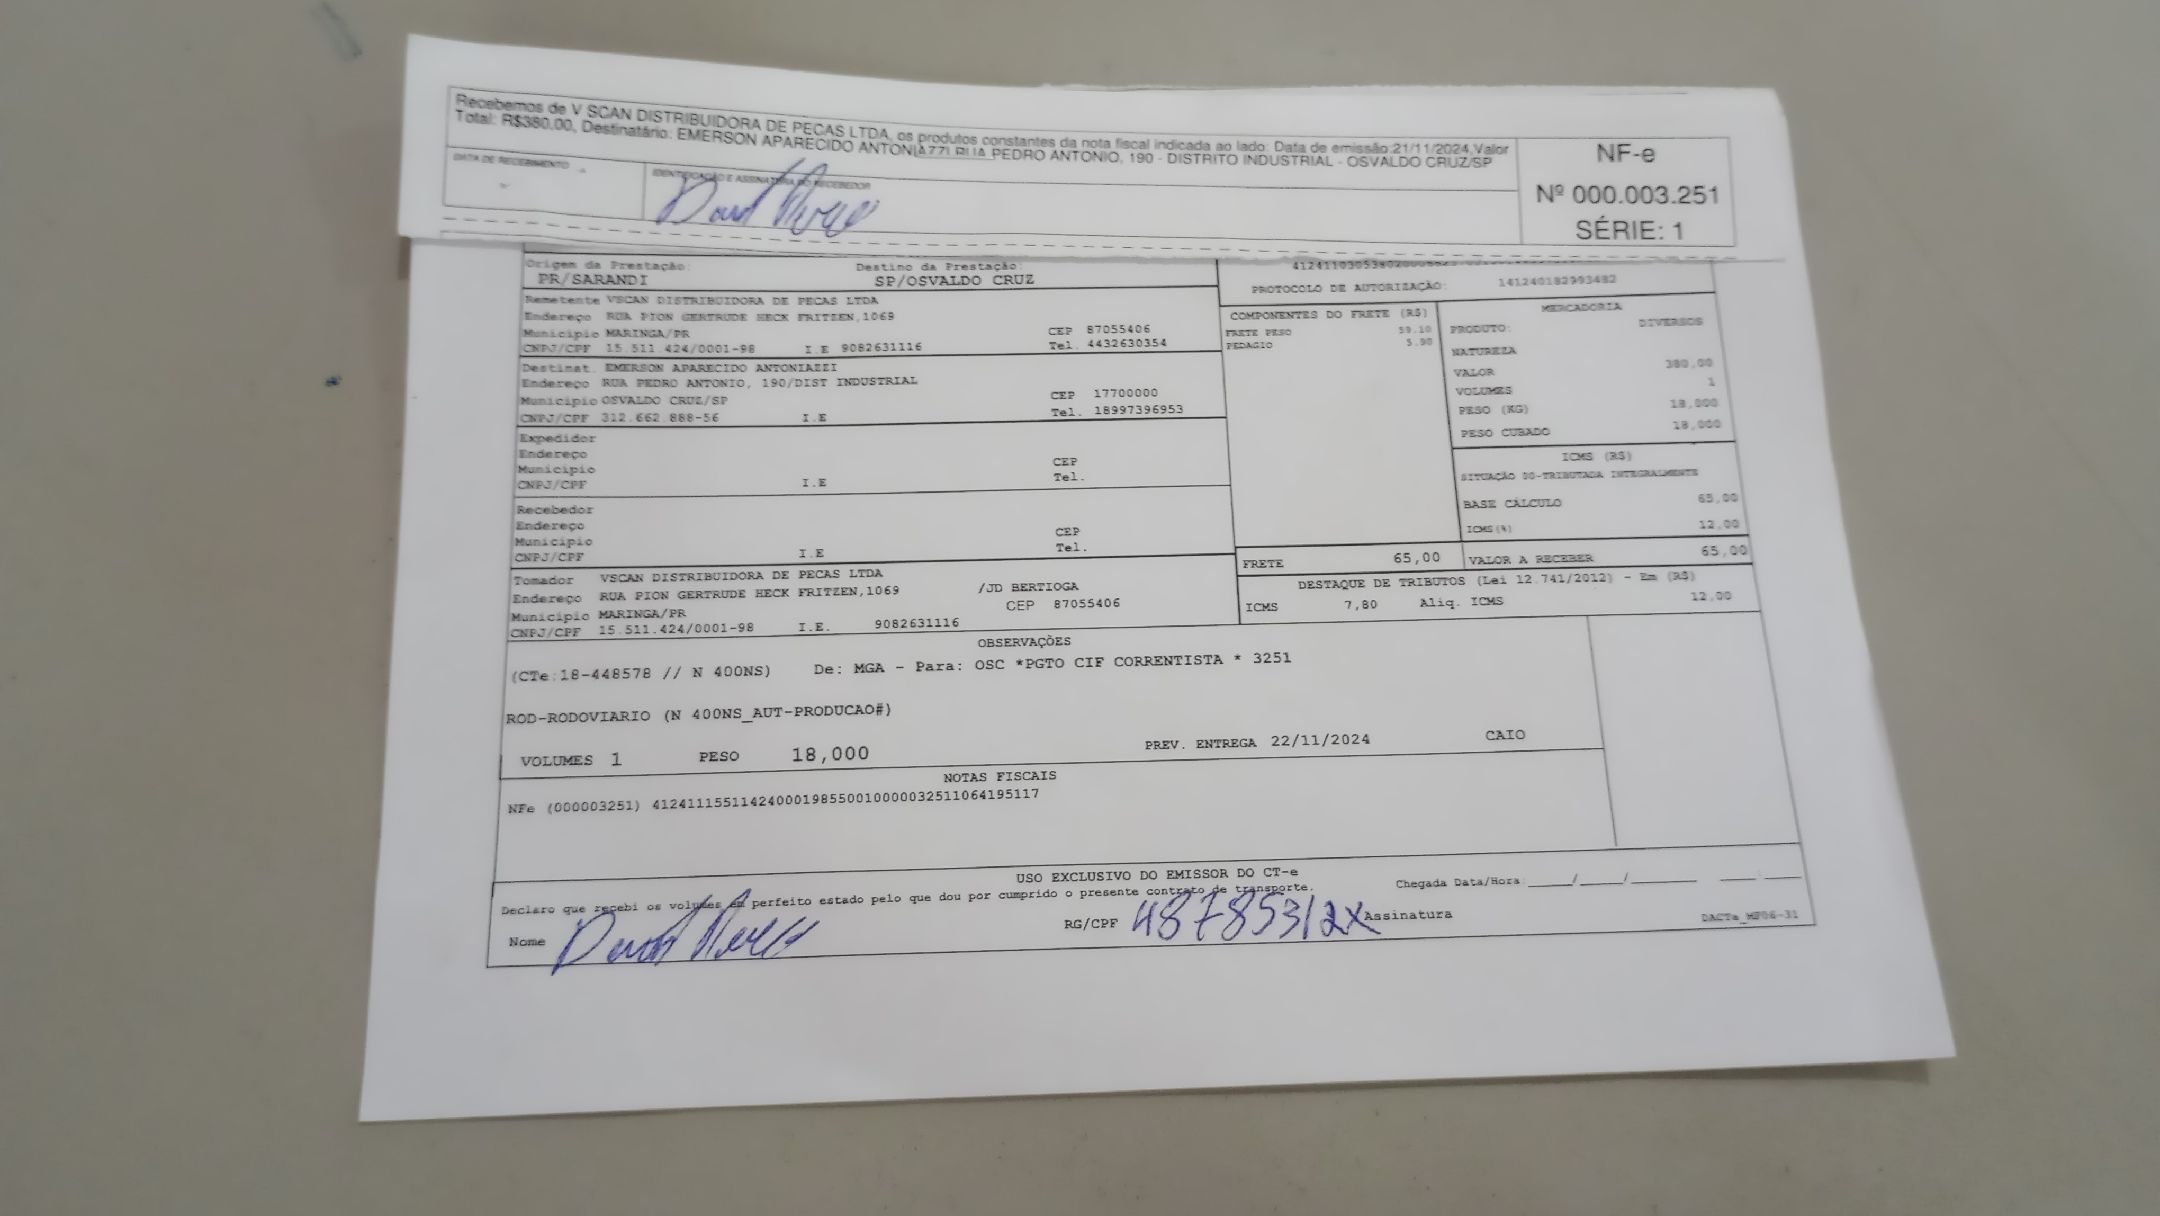 Recebemos de V SCAN DISTRIBUIDORA DE PECAS LTDA, os produtos constantes da nota fiscal indicada ao lado: Data de emissão:21/11/2024,Valor
Total: R$380,00, Destinatário: EMERSON APARECIDO ANTONIAZZI RUA PEDRO ANTONIO, 190 - DISTRITO INDUSTRIAL - OSVALDO CRUZ/SP
DATA DE RECEBIMENTO
IDENTIFICAÇÃO E ASSINATURA DO RECEBEDOR
NF-e
Nº 000.003.251
SÉRIE: 1
Origem da Prestação:
PR/SARANDI
Destino da Prestação:
SP/OSVALDO CRUZ
PROTOCOLO DE AUTORIZAÇÃO: 141240182993482
Remetente VSCAN DISTRIBUIDORA DE PECAS LTDA
Endereço RUA PION GERTRUDE HECK FRITZEN,1069
Município MARINGA/PR CEP 87055406
CNPJ/CPF 15.511.424/0001-98 I.E 9082631116 Tel. 4432630354
Destinat. EMERSON APARECIDO ANTONIAZZI
Endereço RUA PEDRO ANTONIO, 190/DIST INDUSTRIAL
Município OSVALDO CRUZ/SP CEP 17700000
CNPJ/CPF 312.662.888-56 I.E Tel. 18997396953
Expedidor
Endereço
Município CEP
CNPJ/CPF I.E Tel.
Recebedor
Endereço
Município CEP
CNPJ/CPF I.E Tel.
Tomador VSCAN DISTRIBUIDORA DE PECAS LTDA
Endereço RUA PION GERTRUDE HECK FRITZEN,1069 /JD BERTIOGA
Município MARINGA/PR CEP 87055406
CNPJ/CPF 15.511.424/0001-98 I.E. 9082631116
COMPONENTES DO FRETE (R$)
FRETE PESO 59.10
PEDAGIO 5.90
MERCADORIA
PRODUTO: DIVERSOS
NATUREZA
VALOR 380,00
VOLUMES 1
PESO (KG) 18,000
PESO CUBADO 18,000
ICMS (R$)
SITUAÇÃO 00-TRIBUTADA INTEGRALMENTE
BASE CÁLCULO 65,00
ICMS(%) 12,00
FRETE 65,00 VALOR A RECEBER 65,00
DESTAQUE DE TRIBUTOS (Lei 12.741/2012) - Em (R$)
ICMS 7,80 Aliq. ICMS 12,00
OBSERVAÇÕES
(CTe:18-448578 // N 400NS) De: MGA - Para: OSC *PGTO CIF CORRENTISTA * 3251
ROD-RODOVIARIO (N 400NS_AUT-PRODUCAO#)
VOLUMES 1 PESO 18,000 PREV. ENTREGA 22/11/2024 CAIO
NOTAS FISCAIS
NFe (000003251) 41241115511424000198550010000032511064195117
USO EXCLUSIVO DO EMISSOR DO CT-e
Declaro que recebi os volumes em perfeito estado pelo que dou por cumprido o presente contrato de transporte. Chegada Data/Hora:_____/_____/________ _____:_____
Nome RG/CPF 48785312X Assinatura DACTe_MP06-31